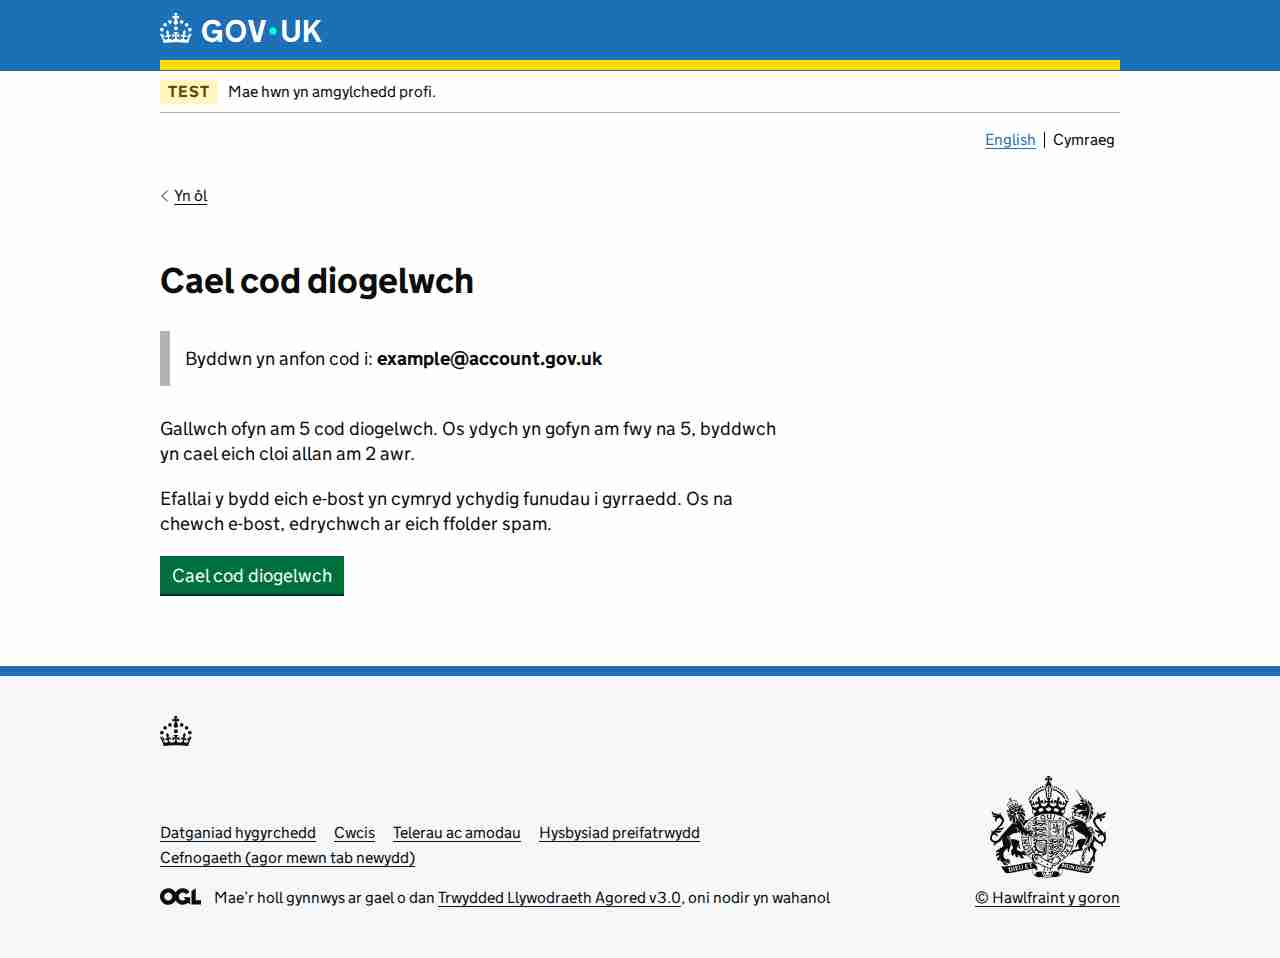 GOV·UK
TEST Mae hwn yn amgylchedd profi.
English Cymraeg
Yn ôl
Cael cod diogelwch
Byddwn yn anfon cod i: example@account.gov.uk
Gallwch ofyn am 5 cod diogelwch. Os ydych yn gofyn am fwy na 5, byddwch
yn cael eich cloi allan am 2 awr.
Efallai y bydd eich e-bost yn cymryd ychydig funudau i gyrraedd. Os na
chewch e-bost, edrychwch ar eich ffolder spam.
Cael cod diogelwch
Datganiad hygyrchedd Cwcis Telerau ac amodau Hysbysiad preifatrwydd
Cefnogaeth (agor mewn tab newydd)
OGL Mae'r holl gynnwys ar gael o dan Trwydded Llywodraeth Agored v3.0, oni nodir yn wahanol
© Hawlfraint y goron